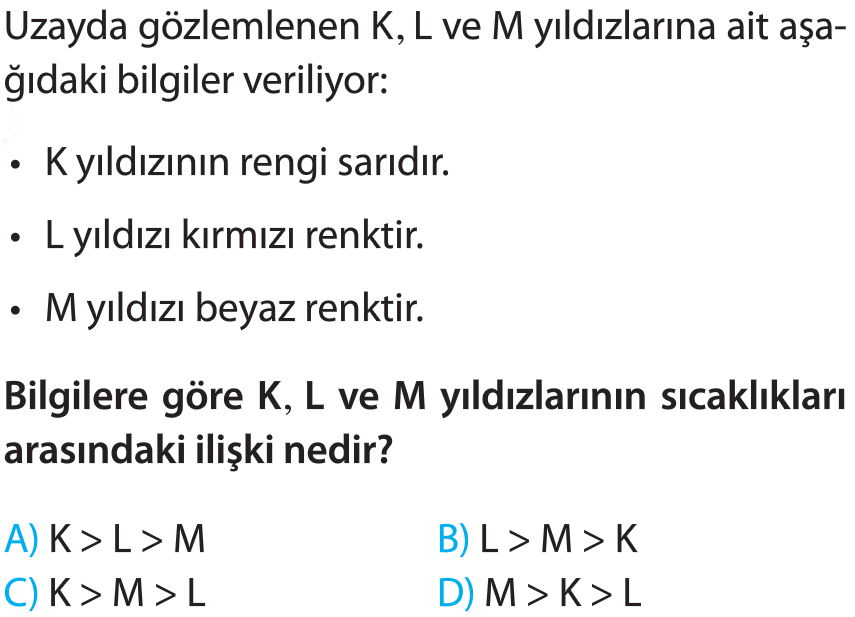 Uzayda gözlemlenen K, L ve M yıldızlarına ait aşa-
ğıdaki bilgiler veriliyor:
• K yıldızının rengi sarıdır.
• L yıldızı kırmızı renktir.
• M yıldızı beyaz renktir.
Bilgilere göre K, L ve M yıldızlarının sıcaklıkları
arasındaki ilişki nedir?
A) K > L > M B) L > M > K
C) K > M > L D) M > K > L